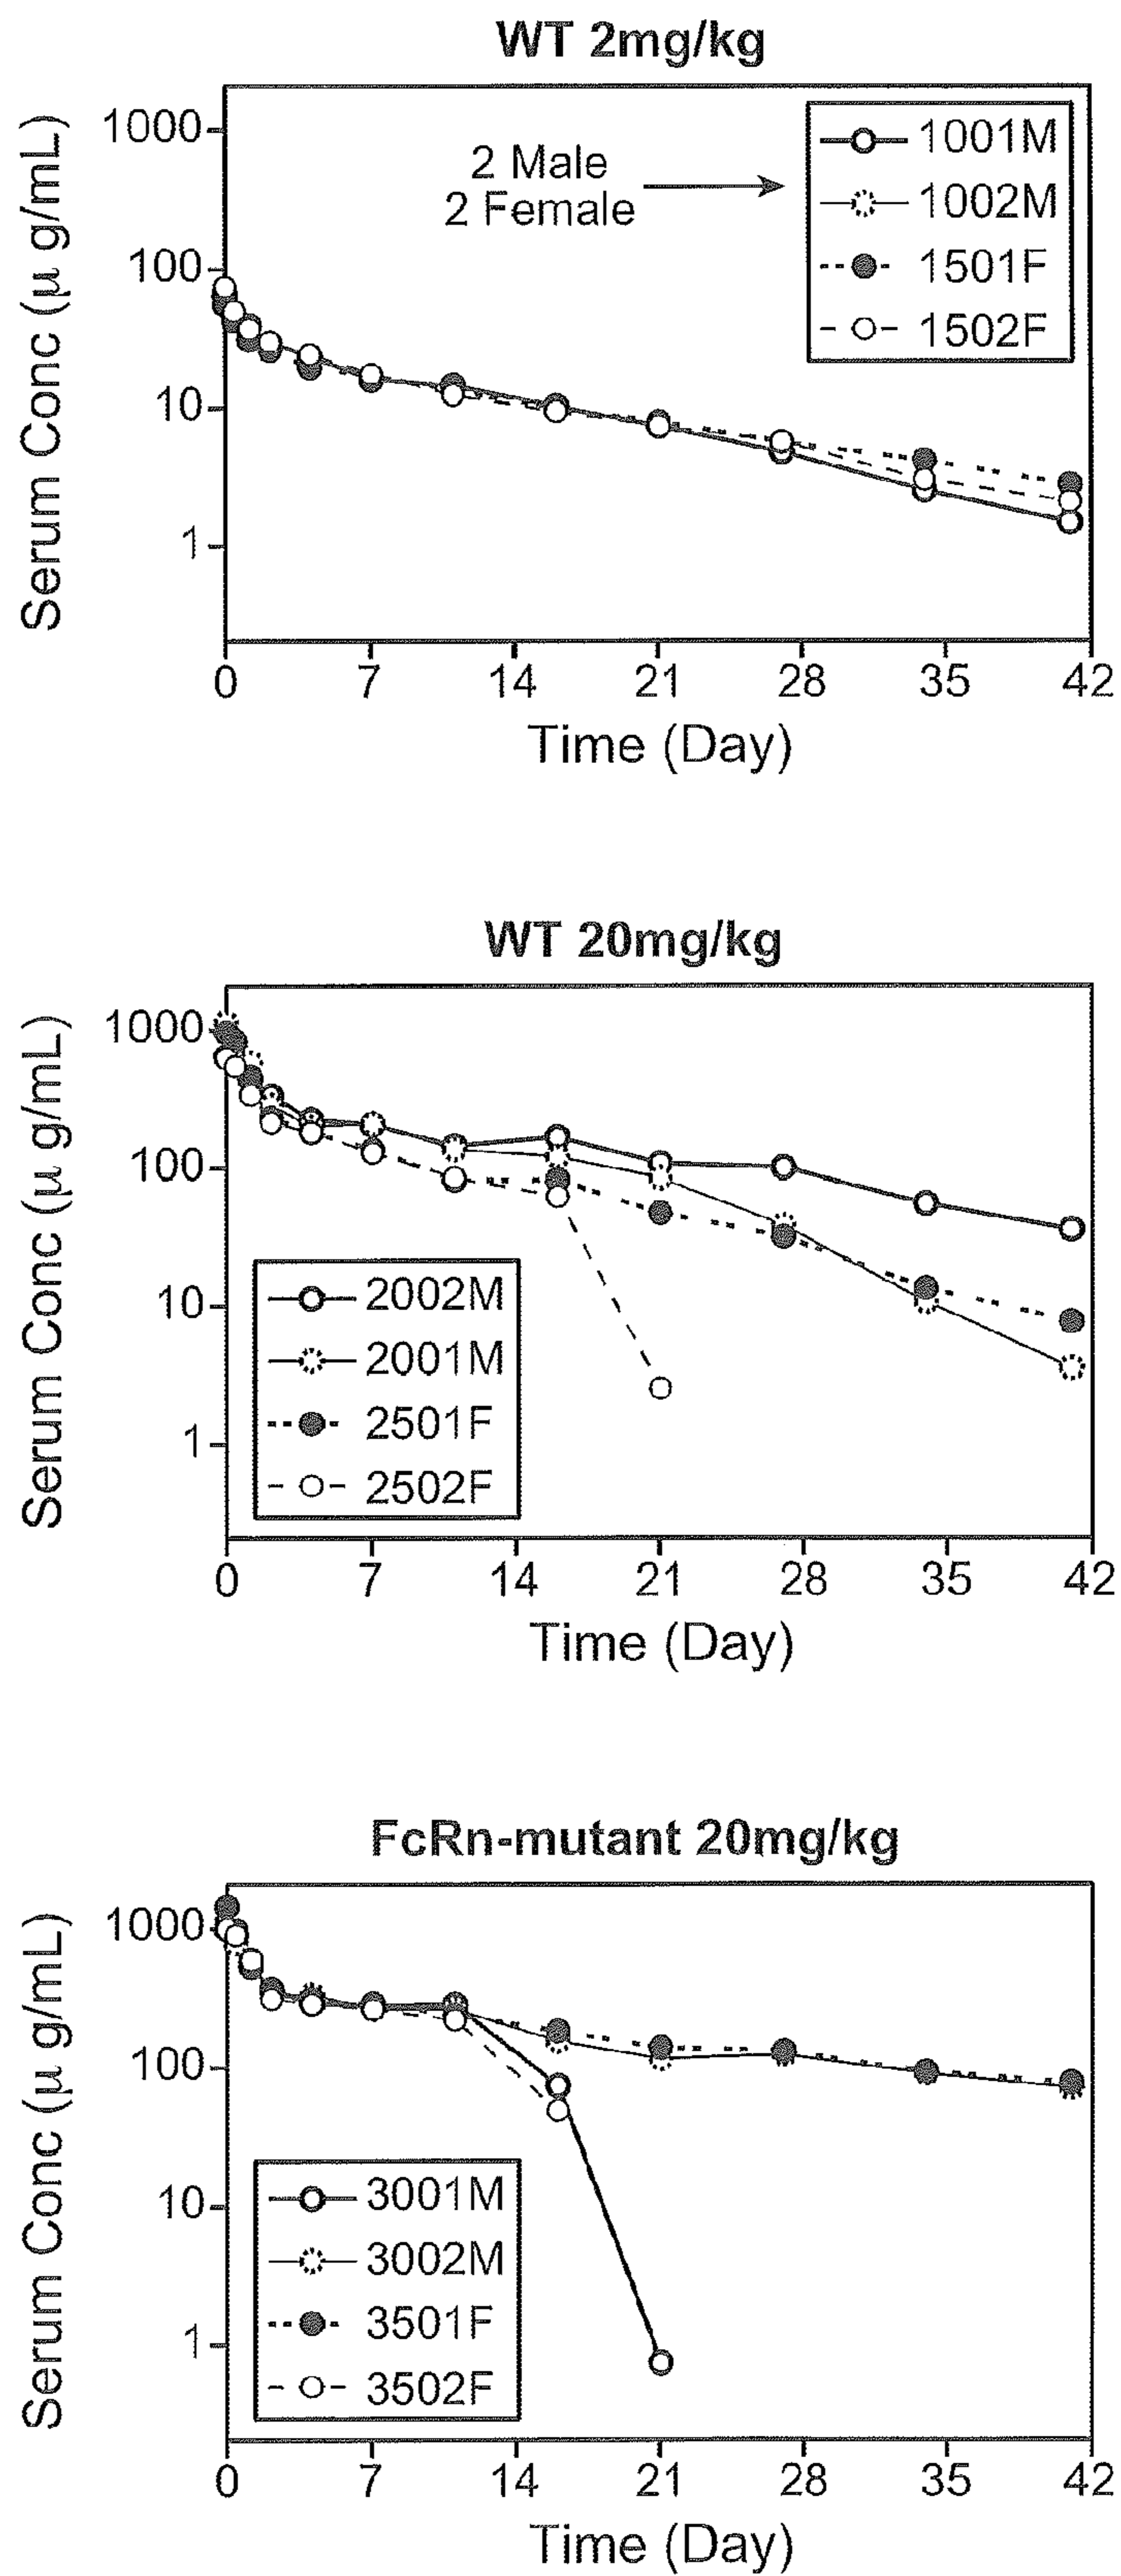 WT 2mg/kg
Serum Conc (μ g/mL)
1000
100
10
1
2 Male
2 Female
1001M
1002M
1501F
1502F
0 7 14 21 28 35 42
Time (Day)
WT 20mg/kg
Serum Conc (μ g/mL)
1000
100
10
1
2002M
2001M
2501F
2502F
0 7 14 21 28 35 42
Time (Day)
FcRn-mutant 20mg/kg
Serum Conc (μ g/mL)
1000
100
10
1
3001M
3002M
3501F
3502F
0 7 14 21 28 35 42
Time (Day)